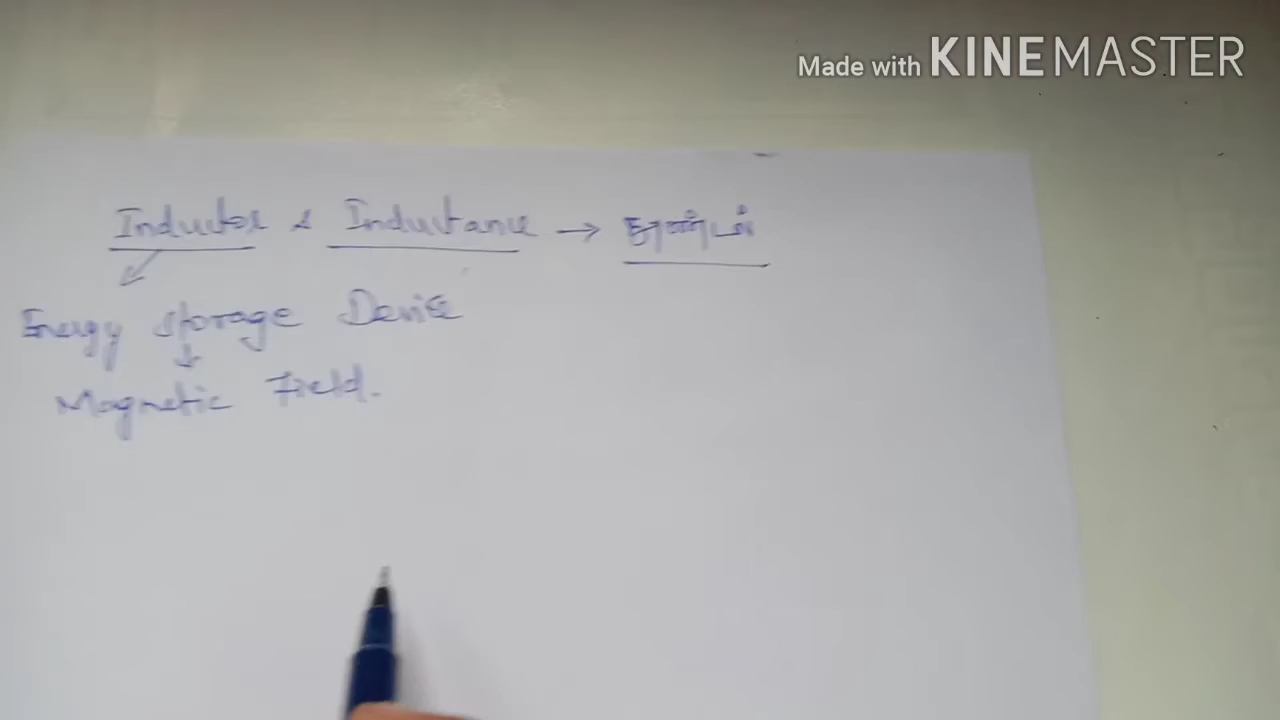 Made with KINEMASTER
Inductor & Inductance → தூண்டல்
Energy Storage Device
Magnetic Field.